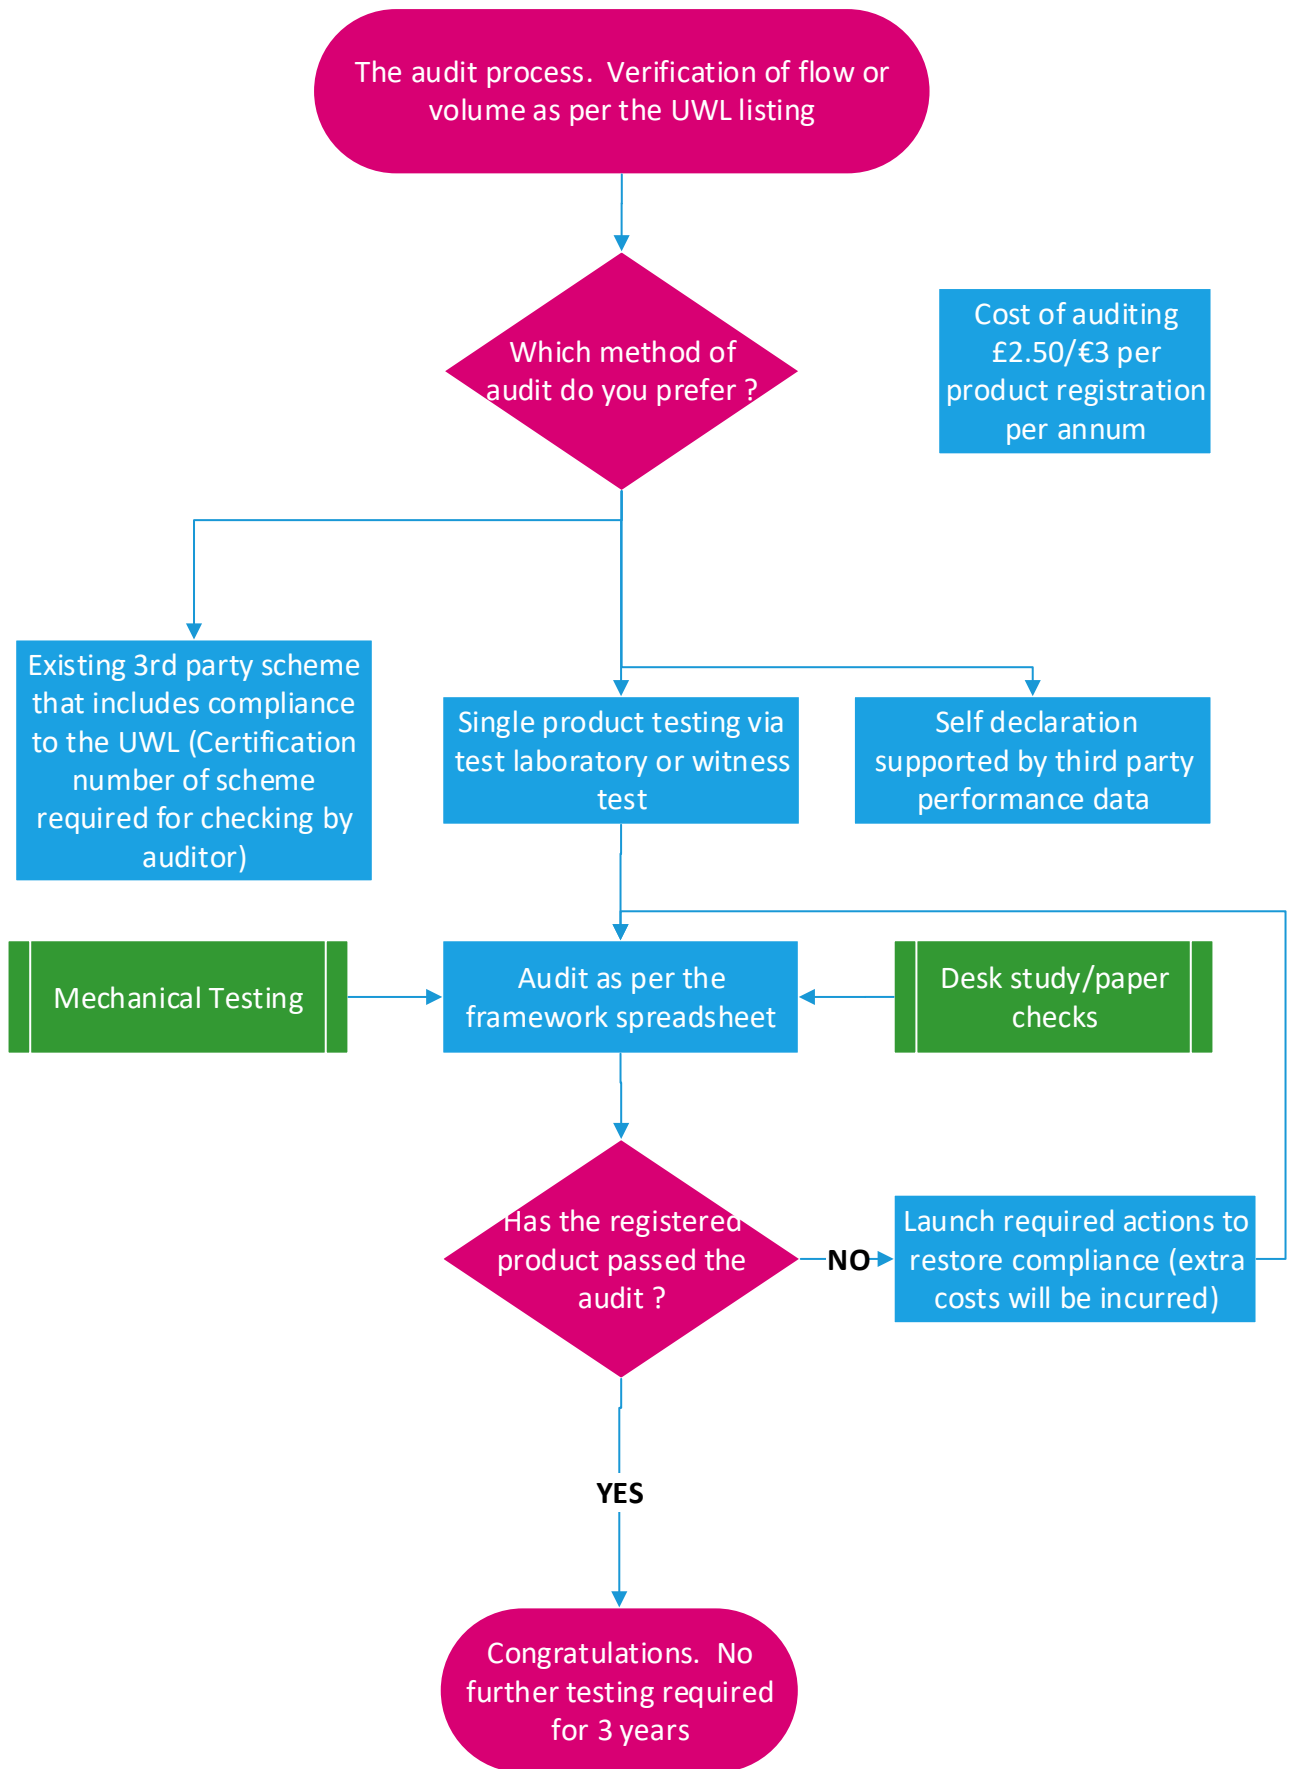 The audit process.  Verification of flow or
volume as per the UWL listing
Which method of
audit do you prefer ?
Cost of auditing
£2.50/€3 per
product registration
per annum
Existing 3rd party scheme
that includes compliance
to the UWL (Certification
number of scheme
required for checking by
auditor)
Single product testing via
test laboratory or witness
test
Self declaration
supported by third party
performance data
Mechanical Testing
Audit as per the
framework spreadsheet
Desk study/paper
checks
Has the registered
product passed the
audit ?
NO
Launch required actions to
restore compliance (extra
costs will be incurred)
YES
Congratulations.  No
further testing required
for 3 years